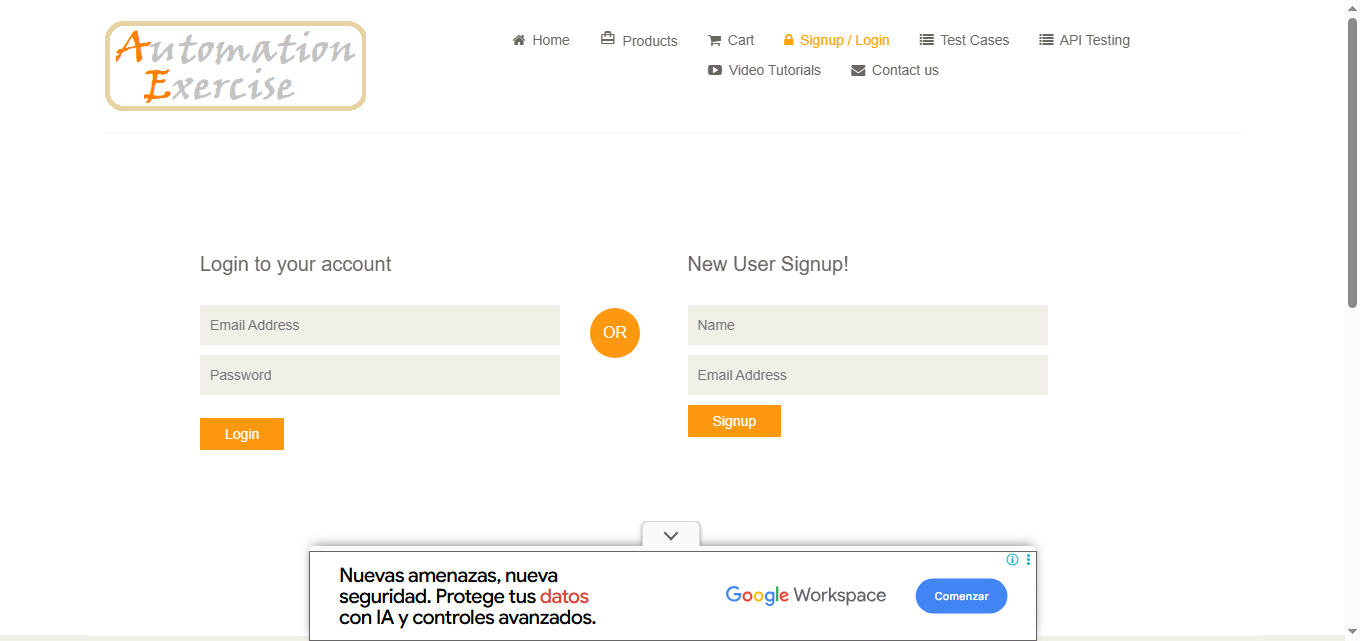 Automation
Exercise
Home Products Cart Signup / Login Test Cases API Testing
Video Tutorials Contact us
Login to your account
New User Signup!
Email Address
Password
Login
OR
Name
Email Address
Signup
Nuevas amenazas, nueva
seguridad. Protege tus datos
con IA y controles avanzados.
Google Workspace
Comenzar